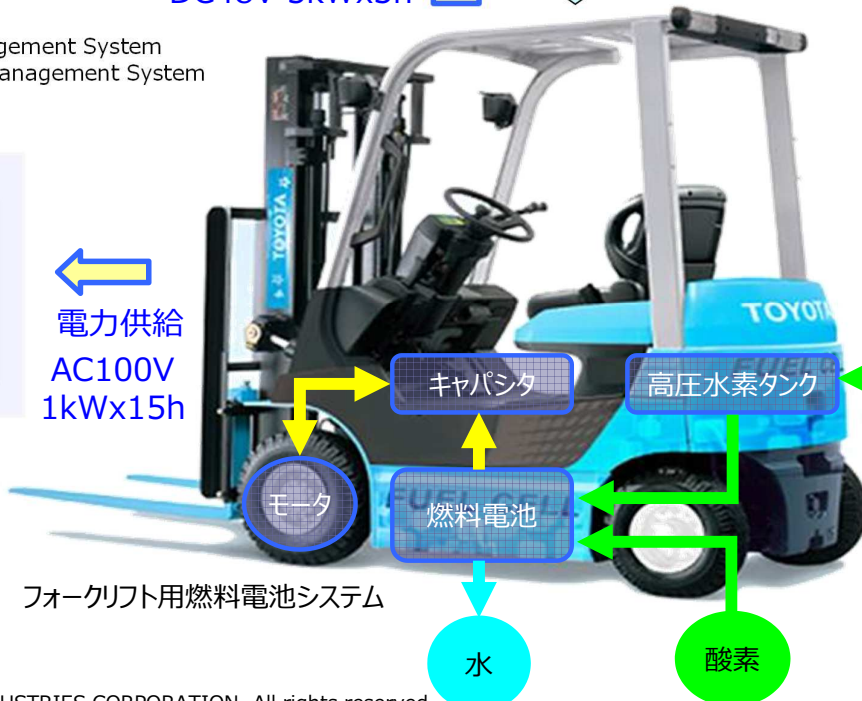 gement System
anagement System
TOYOTA
TOYOTA
電力供給
AC100V
1kWx15h
キャパシタ
高圧水素タンク
FUEL CE
モータ
FUEL CELL
燃料電池
フォークリフト用燃料電池システム
水
酸素
USTRIES CORPORATION. All rights reserved